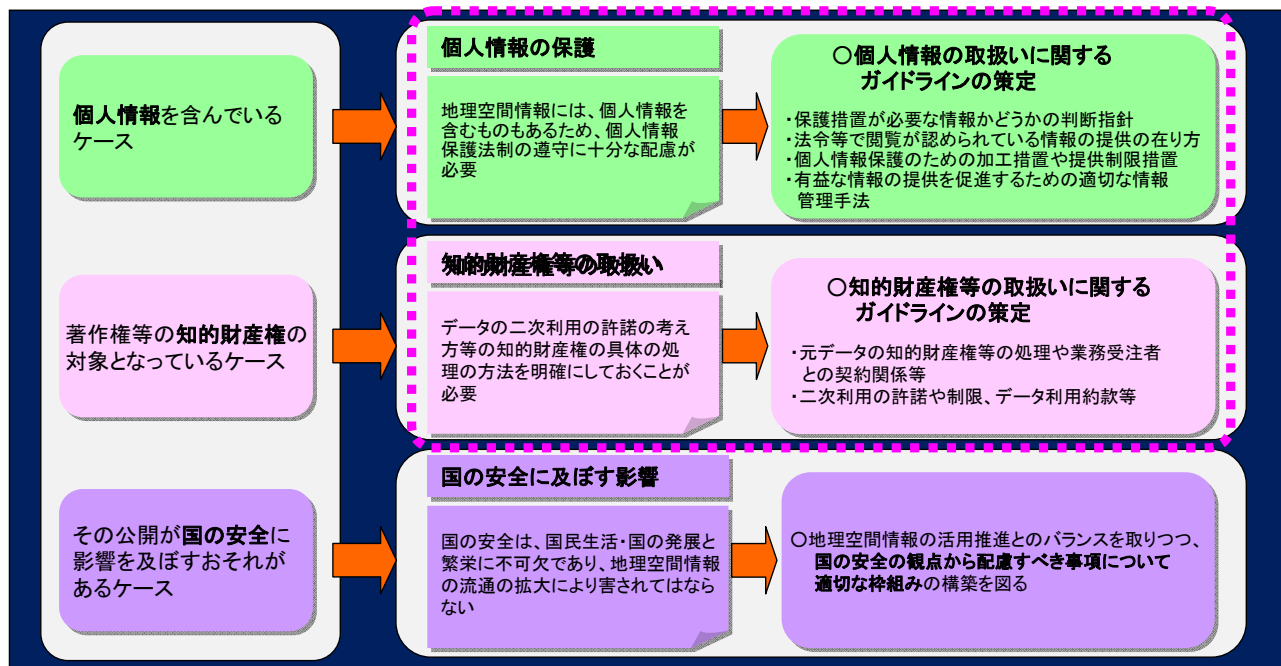 個人情報を含んでいる
ケース
個人情報の保護
地理空間情報には、個人情報を
含むものもあるため、個人情報
保護法制の遵守に十分な配慮が
必要
〇個人情報の取扱いに関する
ガイドラインの策定
・保護措置が必要な情報かどうかの判断指針
・法令等で閲覧が認められている情報の提供の在り方
・個人情報保護のための加工措置や提供制限措置
・有益な情報の提供を促進するための適切な情報
管理手法
著作権等の知的財産権の
対象となっているケース
知的財産権等の取扱い
データの二次利用の許諾の考え
方等の知的財産権の具体の処
理の方法を明確にしておくことが
必要
〇知的財産権等の取扱いに関する
ガイドラインの策定
・元データの知的財産権等の処理や業務受注者
との契約関係等
・二次利用の許諾や制限、データ利用約款等
その公開が国の安全に
影響を及ぼすおそれが
あるケース
国の安全に及ぼす影響
国の安全は、国民生活・国の発展と
繁栄に不可欠であり、地理空間情報
の流通の拡大により害されてはなら
ない
〇地理空間情報の活用推進とのバランスを取りつつ、
国の安全の観点から配慮すべき事項について
適切な枠組みの構築を図る